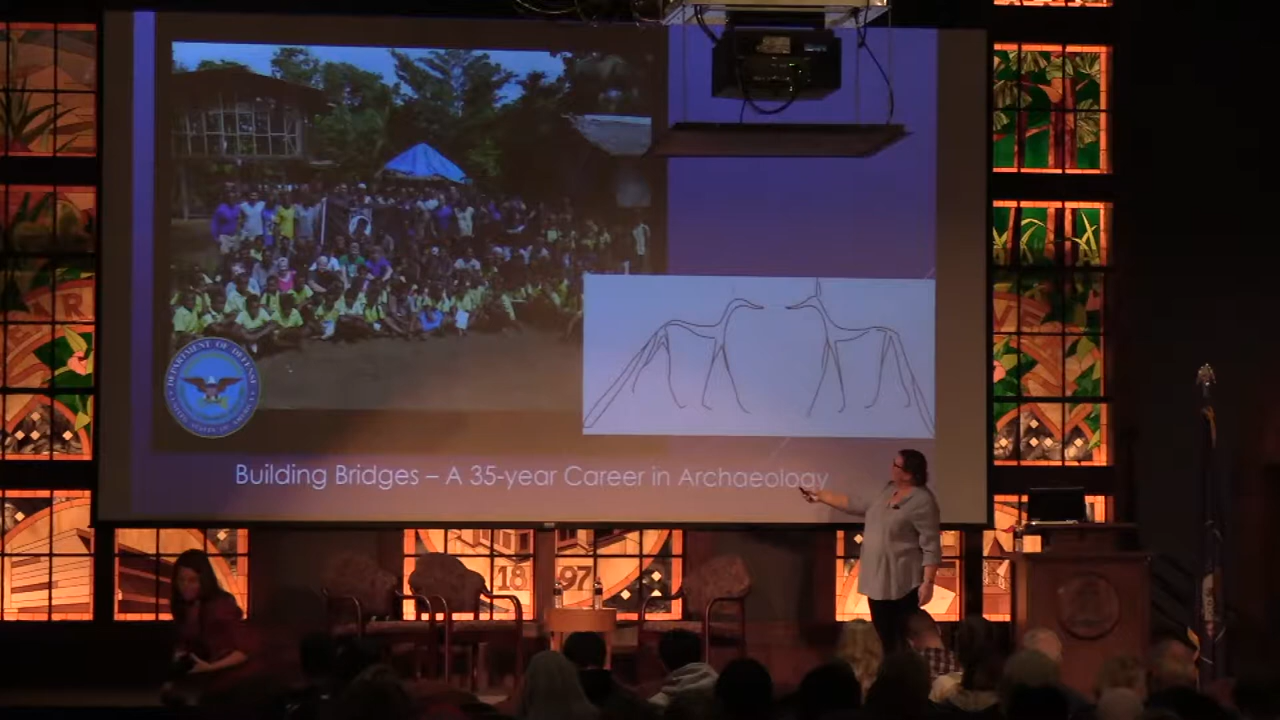 DEPARTMENT OF DEFENSE
UNITED STATES OF AMERICA
Building Bridges – A 35-year Career in Archaeology
18 97